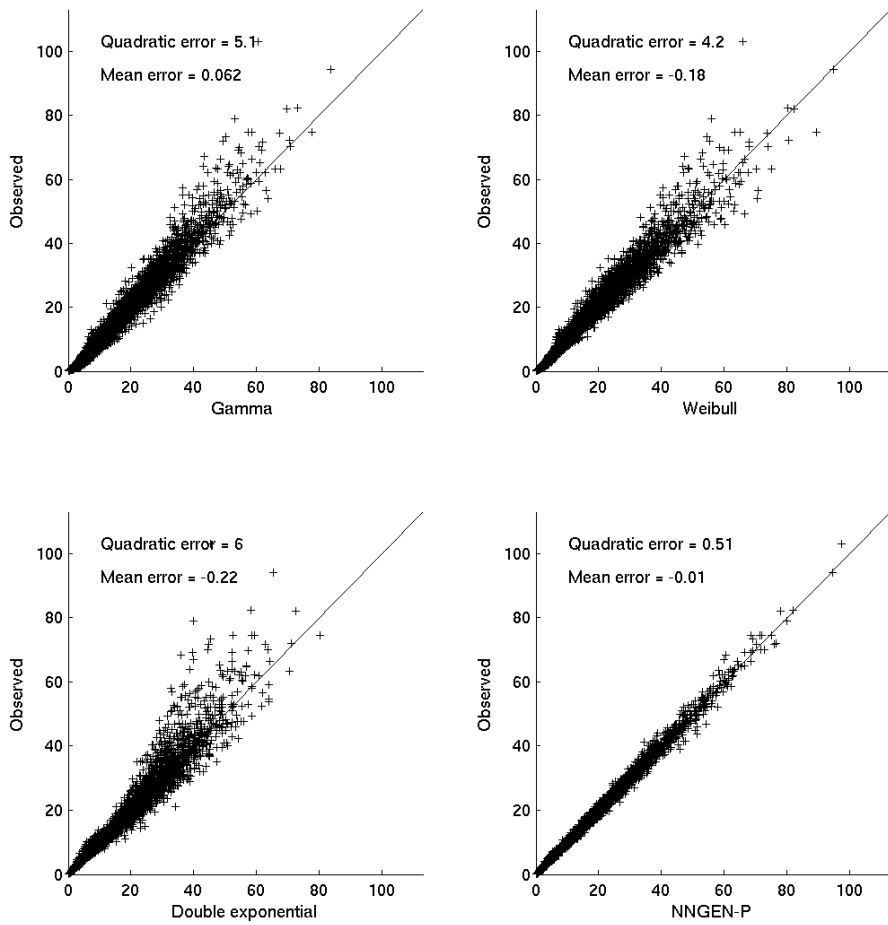 Quadratic error = 5.1
Mean error = 0.062
Observed
100
80
60
40
20
0
0 20 40 60 80 100
Gamma
Quadratic error = 4.2
Mean error = -0.18
Observed
100
80
60
40
20
0
0 20 40 60 80 100
Weibull
Quadratic error = 6
Mean error = -0.22
Observed
100
80
60
40
20
0
0 20 40 60 80 100
Double exponential
Quadratic error = 0.51
Mean error = -0.01
Observed
100
80
60
40
20
0
0 20 40 60 80 100
NNGEN-P